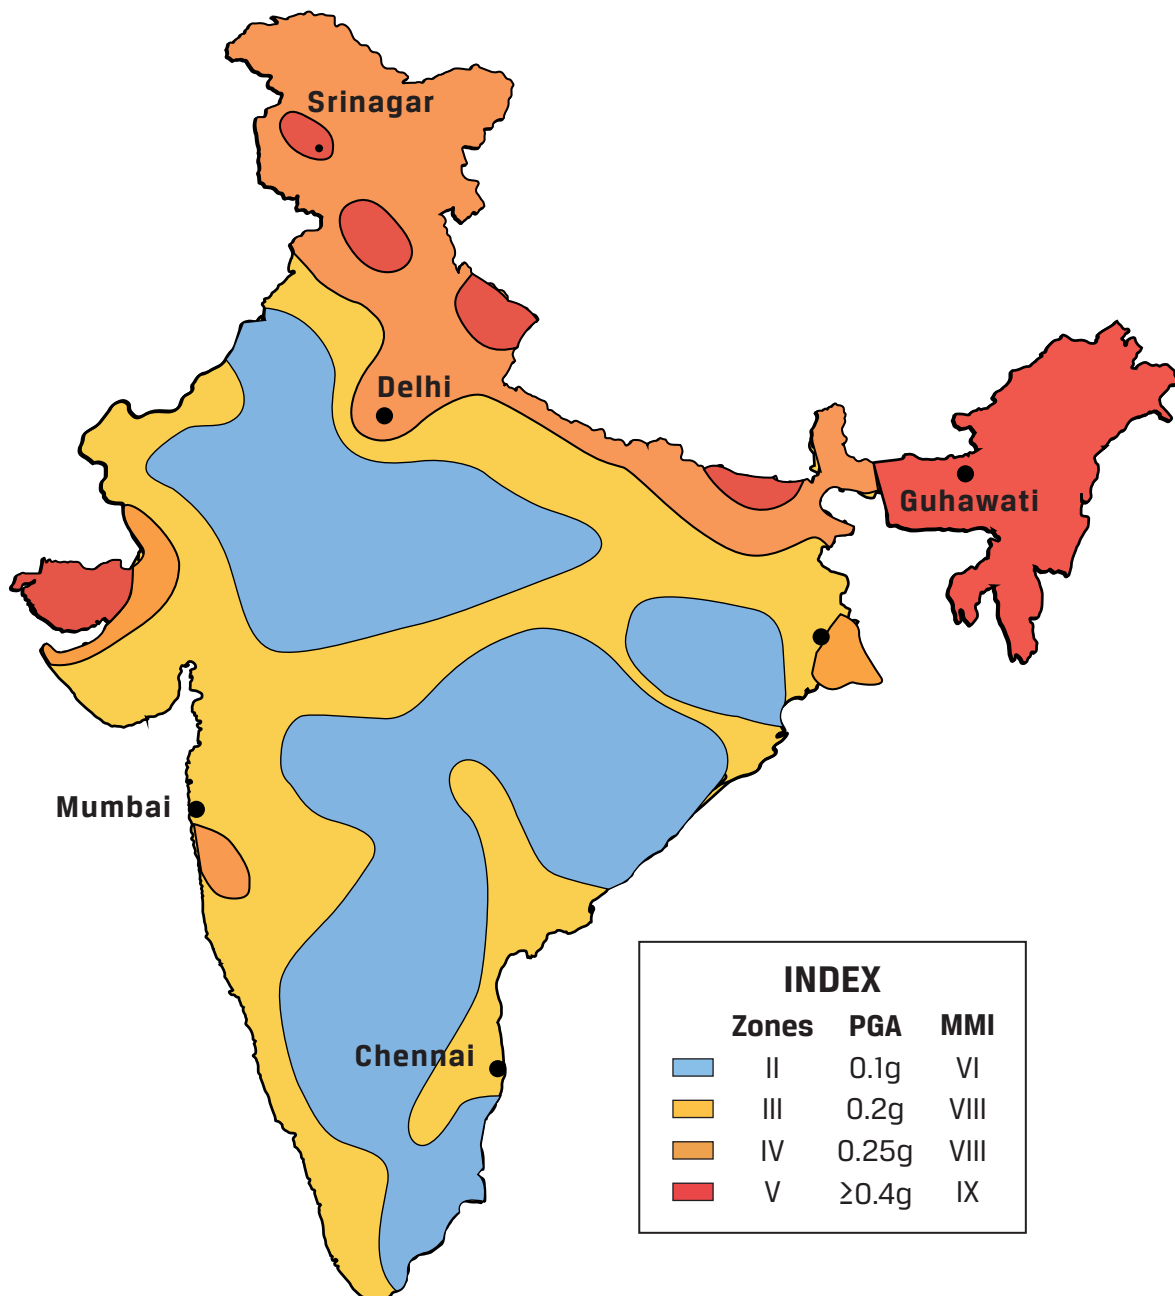 Srinagar
Delhi
Guhawati
Mumbai
Chennai
INDEX
Zones PGA MMI
II 0.1g VI
III 0.2g VIII
IV 0.25g VIII
V ≥0.4g IX